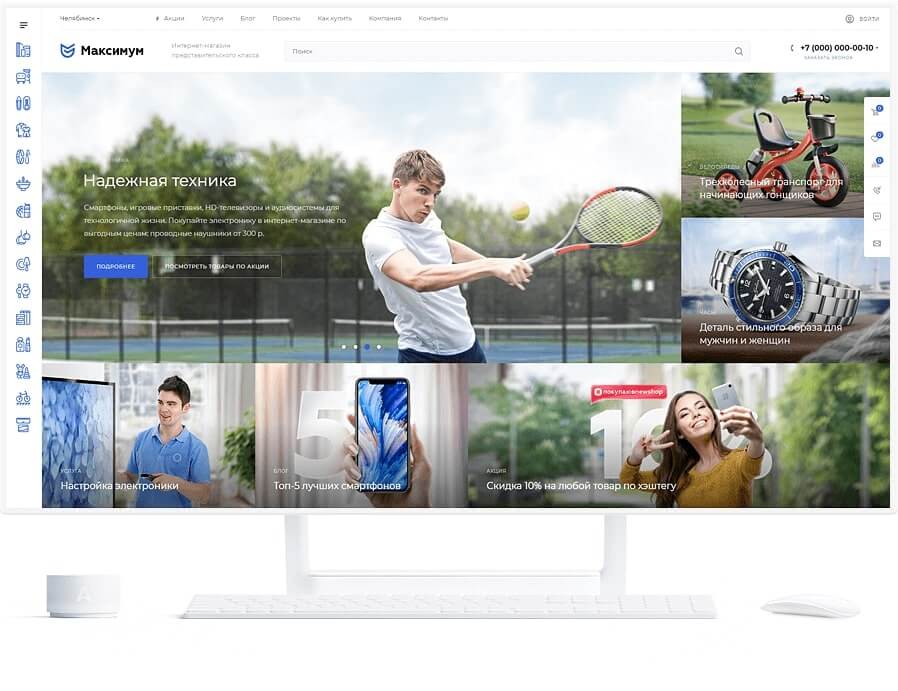 Челябинск
Акции
Услуги
Блог
Проекты
Как купить
Компания
Контакты
ВОЙТИ
Максимум
Интернет-магазин
представительского класса
Поиск
+7 (000) 000-00-10
ЗАКАЗАТЬ ЗВОНОК
Надежная техника
Смартфоны, игровые приставки, HD-телевизоры и аудиосистемы для
технологичной жизни. Покупайте электронику в интернет-магазине по
выгодным ценам: проводные наушники от 300 р.
ПОДРОБНЕЕ
ПОСМОТРЕТЬ ТОВАРЫ ПО АКЦИИ
ВЕЛОСИПЕДЫ
Трехколесный транспорт для
начинающих гонщиков
0
0
0
ЧАСЫ
Деталь стильного образа для
мужчин и женщин
УСЛУГА
Настройка электроники
5
БЛОГ
Топ-5 лучших смартфонов
покупаювnewshop
АКЦИЯ
Скидка 10% на любой товар по хэштегу
A